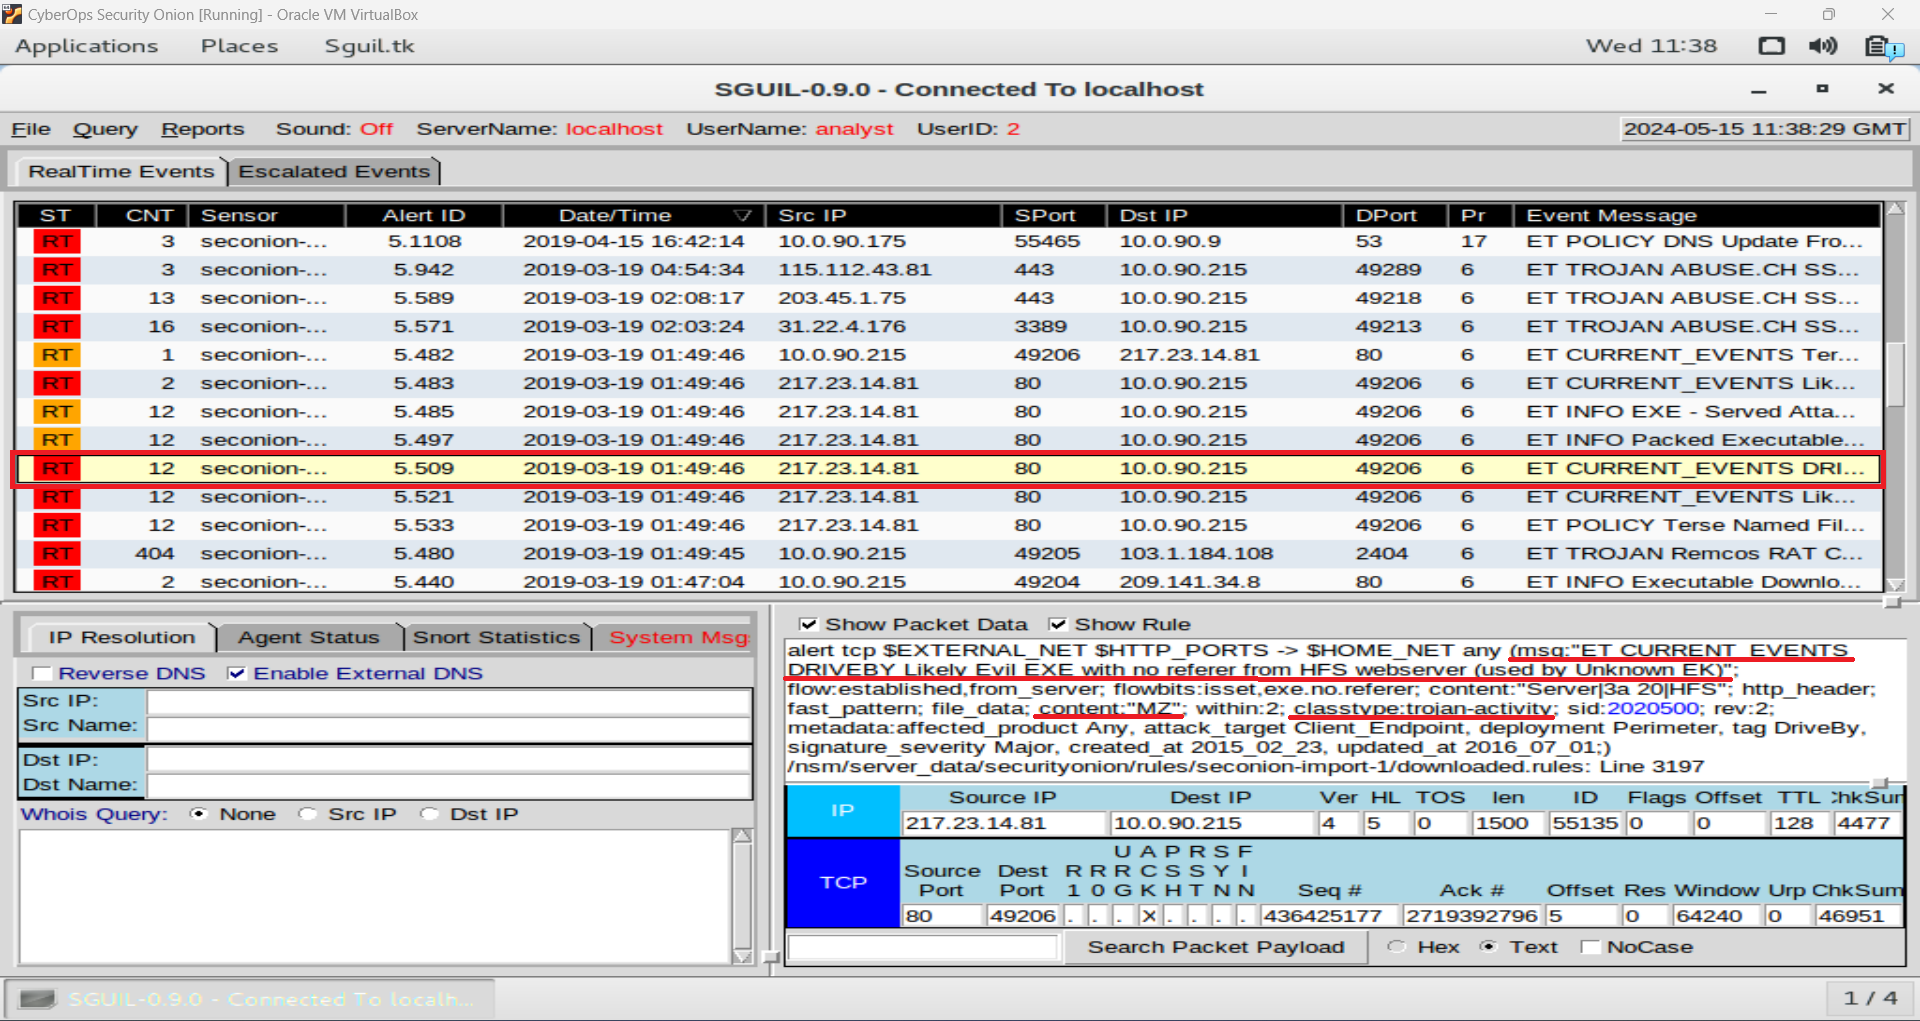 CyberOps Security Onion [Running] - Oracle VM VirtualBox
Applications Places Sguil.tk Wed 11:38
SGUIL-0.9.0 - Connected To localhost
File Query Reports Sound: Off ServerName: localhost UserName: analyst UserID: 2 2024-05-15 11:38:29 GMT
RealTime Events Escalated Events
ST CNT Sensor Alert ID Date/Time Src IP SPort Dst IP DPort Pr Event Message
RT 3 seconion-... 5.1108 2019-04-15 16:42:14 10.0.90.175 55465 10.0.90.9 53 17 ET POLICY DNS Update Fro...
RT 3 seconion-... 5.942 2019-03-19 04:54:34 115.112.43.81 443 10.0.90.215 49289 6 ET TROJAN ABUSE.CH SS...
RT 13 seconion-... 5.589 2019-03-19 02:08:17 203.45.1.75 443 10.0.90.215 49218 6 ET TROJAN ABUSE.CH SS...
RT 16 seconion-... 5.571 2019-03-19 02:03:24 31.22.4.176 3389 10.0.90.215 49213 6 ET TROJAN ABUSE.CH SS...
RT 1 seconion-... 5.482 2019-03-19 01:49:46 10.0.90.215 49206 217.23.14.81 80 6 ET CURRENT_EVENTS Ter...
RT 2 seconion-... 5.483 2019-03-19 01:49:46 217.23.14.81 80 10.0.90.215 49206 6 ET CURRENT_EVENTS Lik...
RT 12 seconion-... 5.485 2019-03-19 01:49:46 217.23.14.81 80 10.0.90.215 49206 6 ET INFO EXE - Served Atta...
RT 12 seconion-... 5.497 2019-03-19 01:49:46 217.23.14.81 80 10.0.90.215 49206 6 ET INFO Packed Executable...
RT 12 seconion-... 5.509 2019-03-19 01:49:46 217.23.14.81 80 10.0.90.215 49206 6 ET CURRENT_EVENTS DRI...
RT 12 seconion-... 5.521 2019-03-19 01:49:46 217.23.14.81 80 10.0.90.215 49206 6 ET CURRENT_EVENTS Lik...
RT 12 seconion-... 5.533 2019-03-19 01:49:46 217.23.14.81 80 10.0.90.215 49206 6 ET POLICY Terse Named Fil...
RT 404 seconion-... 5.480 2019-03-19 01:49:45 10.0.90.215 49205 103.1.184.108 2404 6 ET TROJAN Remcos RAT C...
RT 2 seconion-... 5.440 2019-03-19 01:47:04 10.0.90.215 49204 209.141.34.8 80 6 ET INFO Executable Downlo...
IP Resolution Agent Status Snort Statistics System Msg
Reverse DNS Enable External DNS
Src IP:
Src Name:
Dst IP:
Dst Name:
Whois Query: None Src IP Dst IP
Show Packet Data Show Rule
alert tcp $EXTERNAL_NET $HTTP_PORTS -> $HOME_NET any (msg:"ET CURRENT_EVENTS
DRIVEBY Likely Evil EXE with no referer from HFS webserver (used by Unknown EK)";
flow:established,from_server; flowbits:isset,exe.no.referer; content:"Server|3a 20|HFS"; http_header;
fast_pattern; file_data; content:"MZ"; within:2; classtype:trojan-activity; sid:2020500; rev:2;
metadata:affected_product Any, attack_target Client_Endpoint, deployment Perimeter, tag DriveBy,
signature_severity Major, created_at 2015_02_23, updated_at 2016_07_01;)
/nsm/server_data/securityonion/rules/seconion-import-1/downloaded.rules: Line 3197
IP Source IP Dest IP Ver HL TOS len ID Flags Offset TTL ChkSum
217.23.14.81 10.0.90.215 4 5 0 1500 55135 0 0 128 4477
TCP
U A P R S F
Source Dest R R R C S S Y I
Port Port 1 0 G K H T N N Seq # Ack # Offset Res Window Urp ChkSum
80 49206 . . . X . . . . 436425177 2719392796 5 0 64240 0 46951
Search Packet Payload Hex Text NoCase
SGUIL-0.9.0 - Connected To localh... 1 / 4